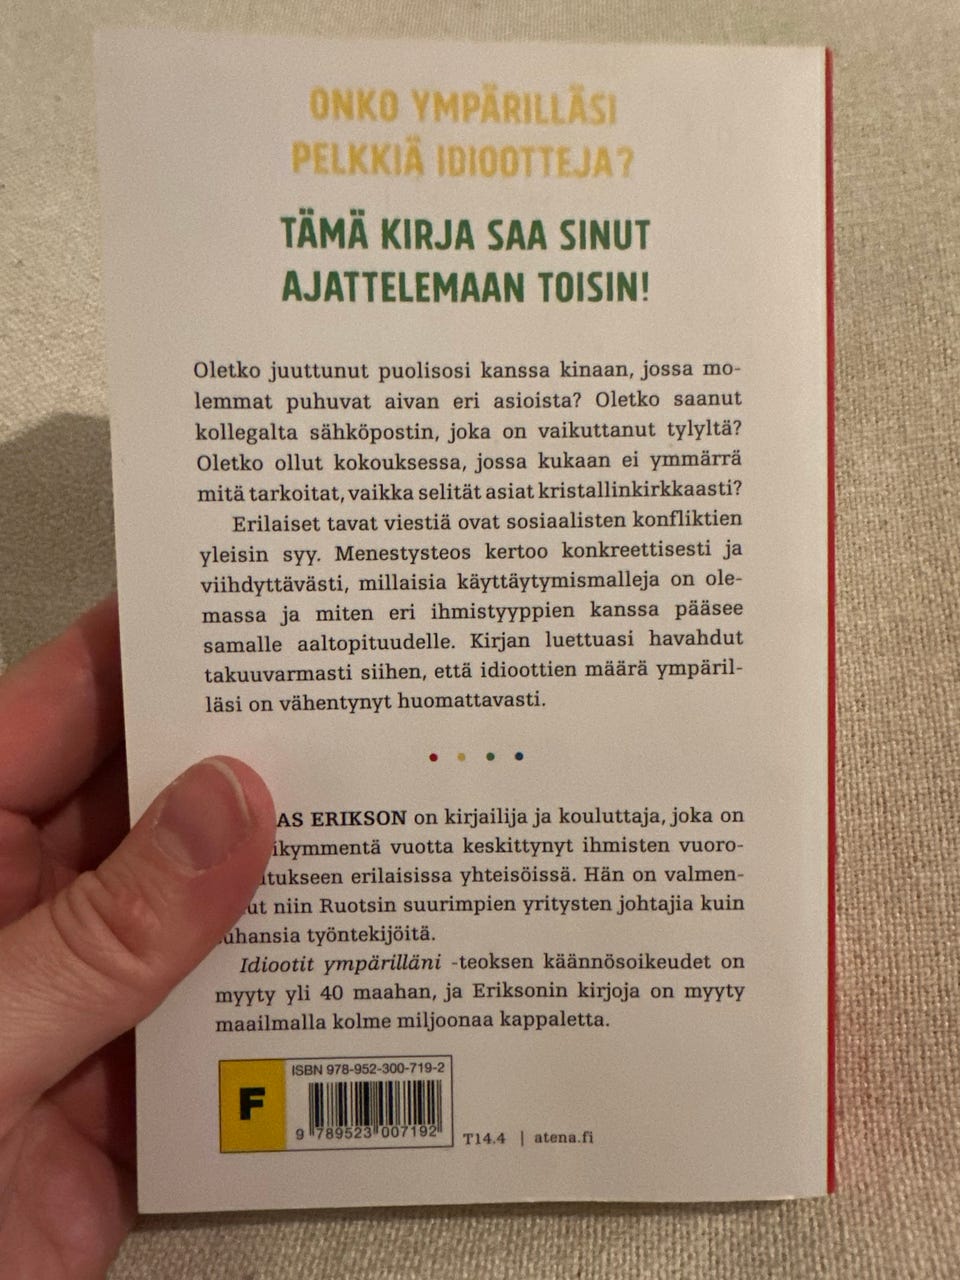 ONKO YMPÄRILLÄSI
PELKKIÄ IDIOOTTEJA?
TÄMÄ KIRJA SAA SINUT
AJATTELEMAAN TOISIN!
Oletko juuttunut puolisosi kanssa kinaan, jossa mo-
lemmat puhuvat aivan eri asioista? Oletko saanut
kollegalta sähköpostin, joka on vaikuttanut tylyltä?
Oletko ollut kokouksessa, jossa kukaan ei ymmärrä
mitä tarkoitat, vaikka selität asiat kristallinkirkkaasti?
Erilaiset tavat viestiä ovat sosiaalisten konfliktien
yleisin syy. Menestysteos kertoo konkreettisesti ja
viihdyttävästi, millaisia käyttäytymismalleja on ole-
massa ja miten eri ihmistyyppien kanssa pääsee
samalle aaltopituudelle. Kirjan luettuasi havahdut
takuuvarmasti siihen, että idioottien määrä ympäril-
läsi on vähentynyt huomattavasti.
ERIKSON on kirjailija ja kouluttaja, joka on
vuotta keskittynyt ihmisten vuoro-
erilaisissa yhteisöissä. Hän on valmen-
niin Ruotsin suurimpien yritysten johtajia kuin
työntekijöitä.
Idiootit ympärilläni -teoksen käännösoikeudet on
myyty yli 40 maahan, ja Eriksonin kirjoja on myyty
maailmalla kolme miljoonaa kappaletta.
ISBN 978-952-300-719-2
F
9 789523 007192
T14.4 | atena.fi